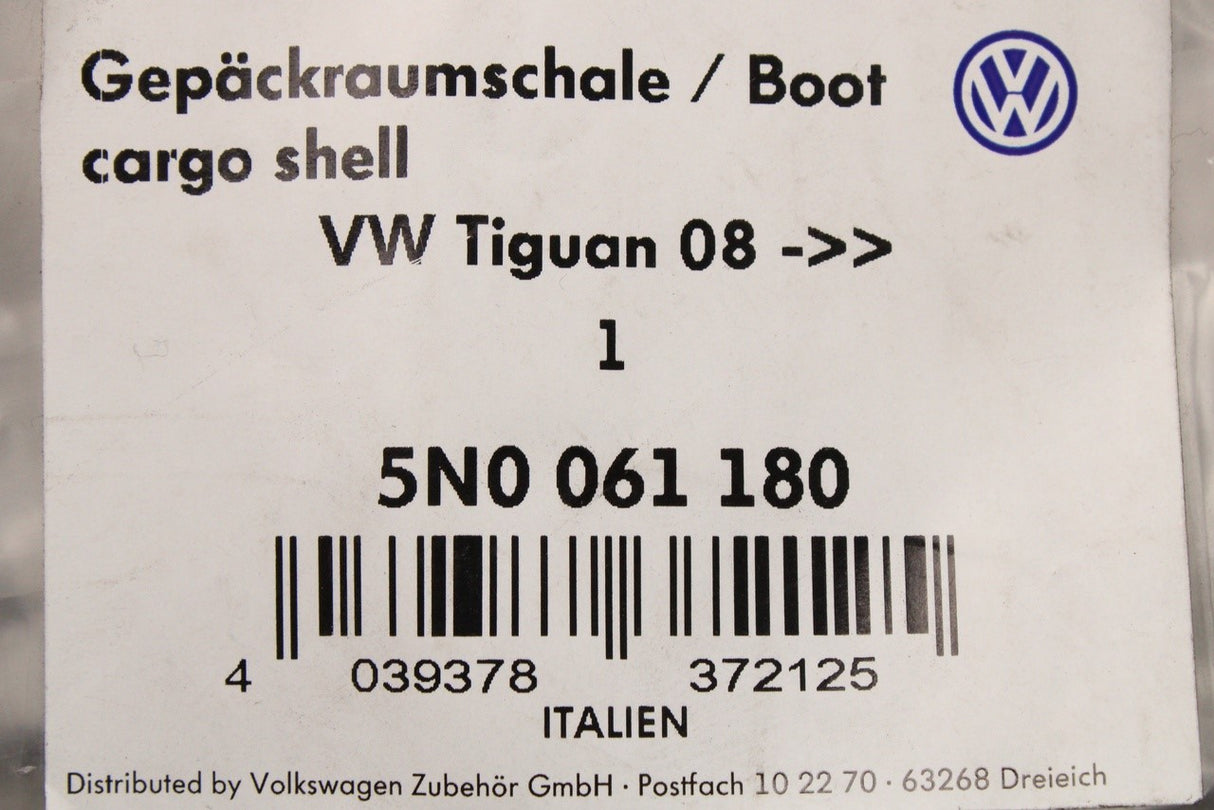 Gepäckraumschale / Boot
cargo shell
VW Tiguan 08 ->>
1
5N0 061 180
4 039378 372125
ITALIEN
Distributed by Volkswagen Zubehör GmbH · Postfach 10 22 70 · 63268 Dreieich